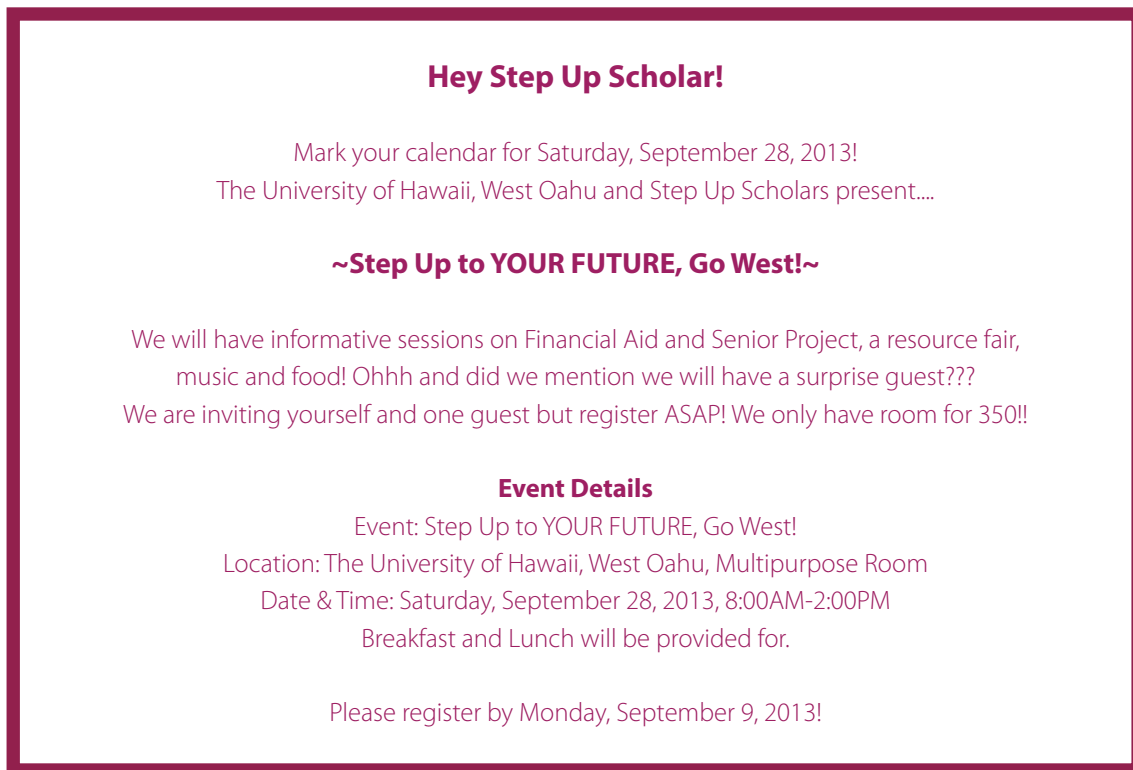 Hey Step Up Scholar!
Mark your calendar for Saturday, September 28, 2013!
The University of Hawaii, West Oahu and Step Up Scholars present....
~Step Up to YOUR FUTURE, Go West!~
We will have informative sessions on Financial Aid and Senior Project, a resource fair,
music and food! Ohhh and did we mention we will have a surprise guest???
We are inviting yourself and one guest but register ASAP! We only have room for 350!!
Event Details
Event: Step Up to YOUR FUTURE, Go West!
Location: The University of Hawaii, West Oahu, Multipurpose Room
Date & Time: Saturday, September 28, 2013, 8:00AM-2:00PM
Breakfast and Lunch will be provided for.
Please register by Monday, September 9, 2013!